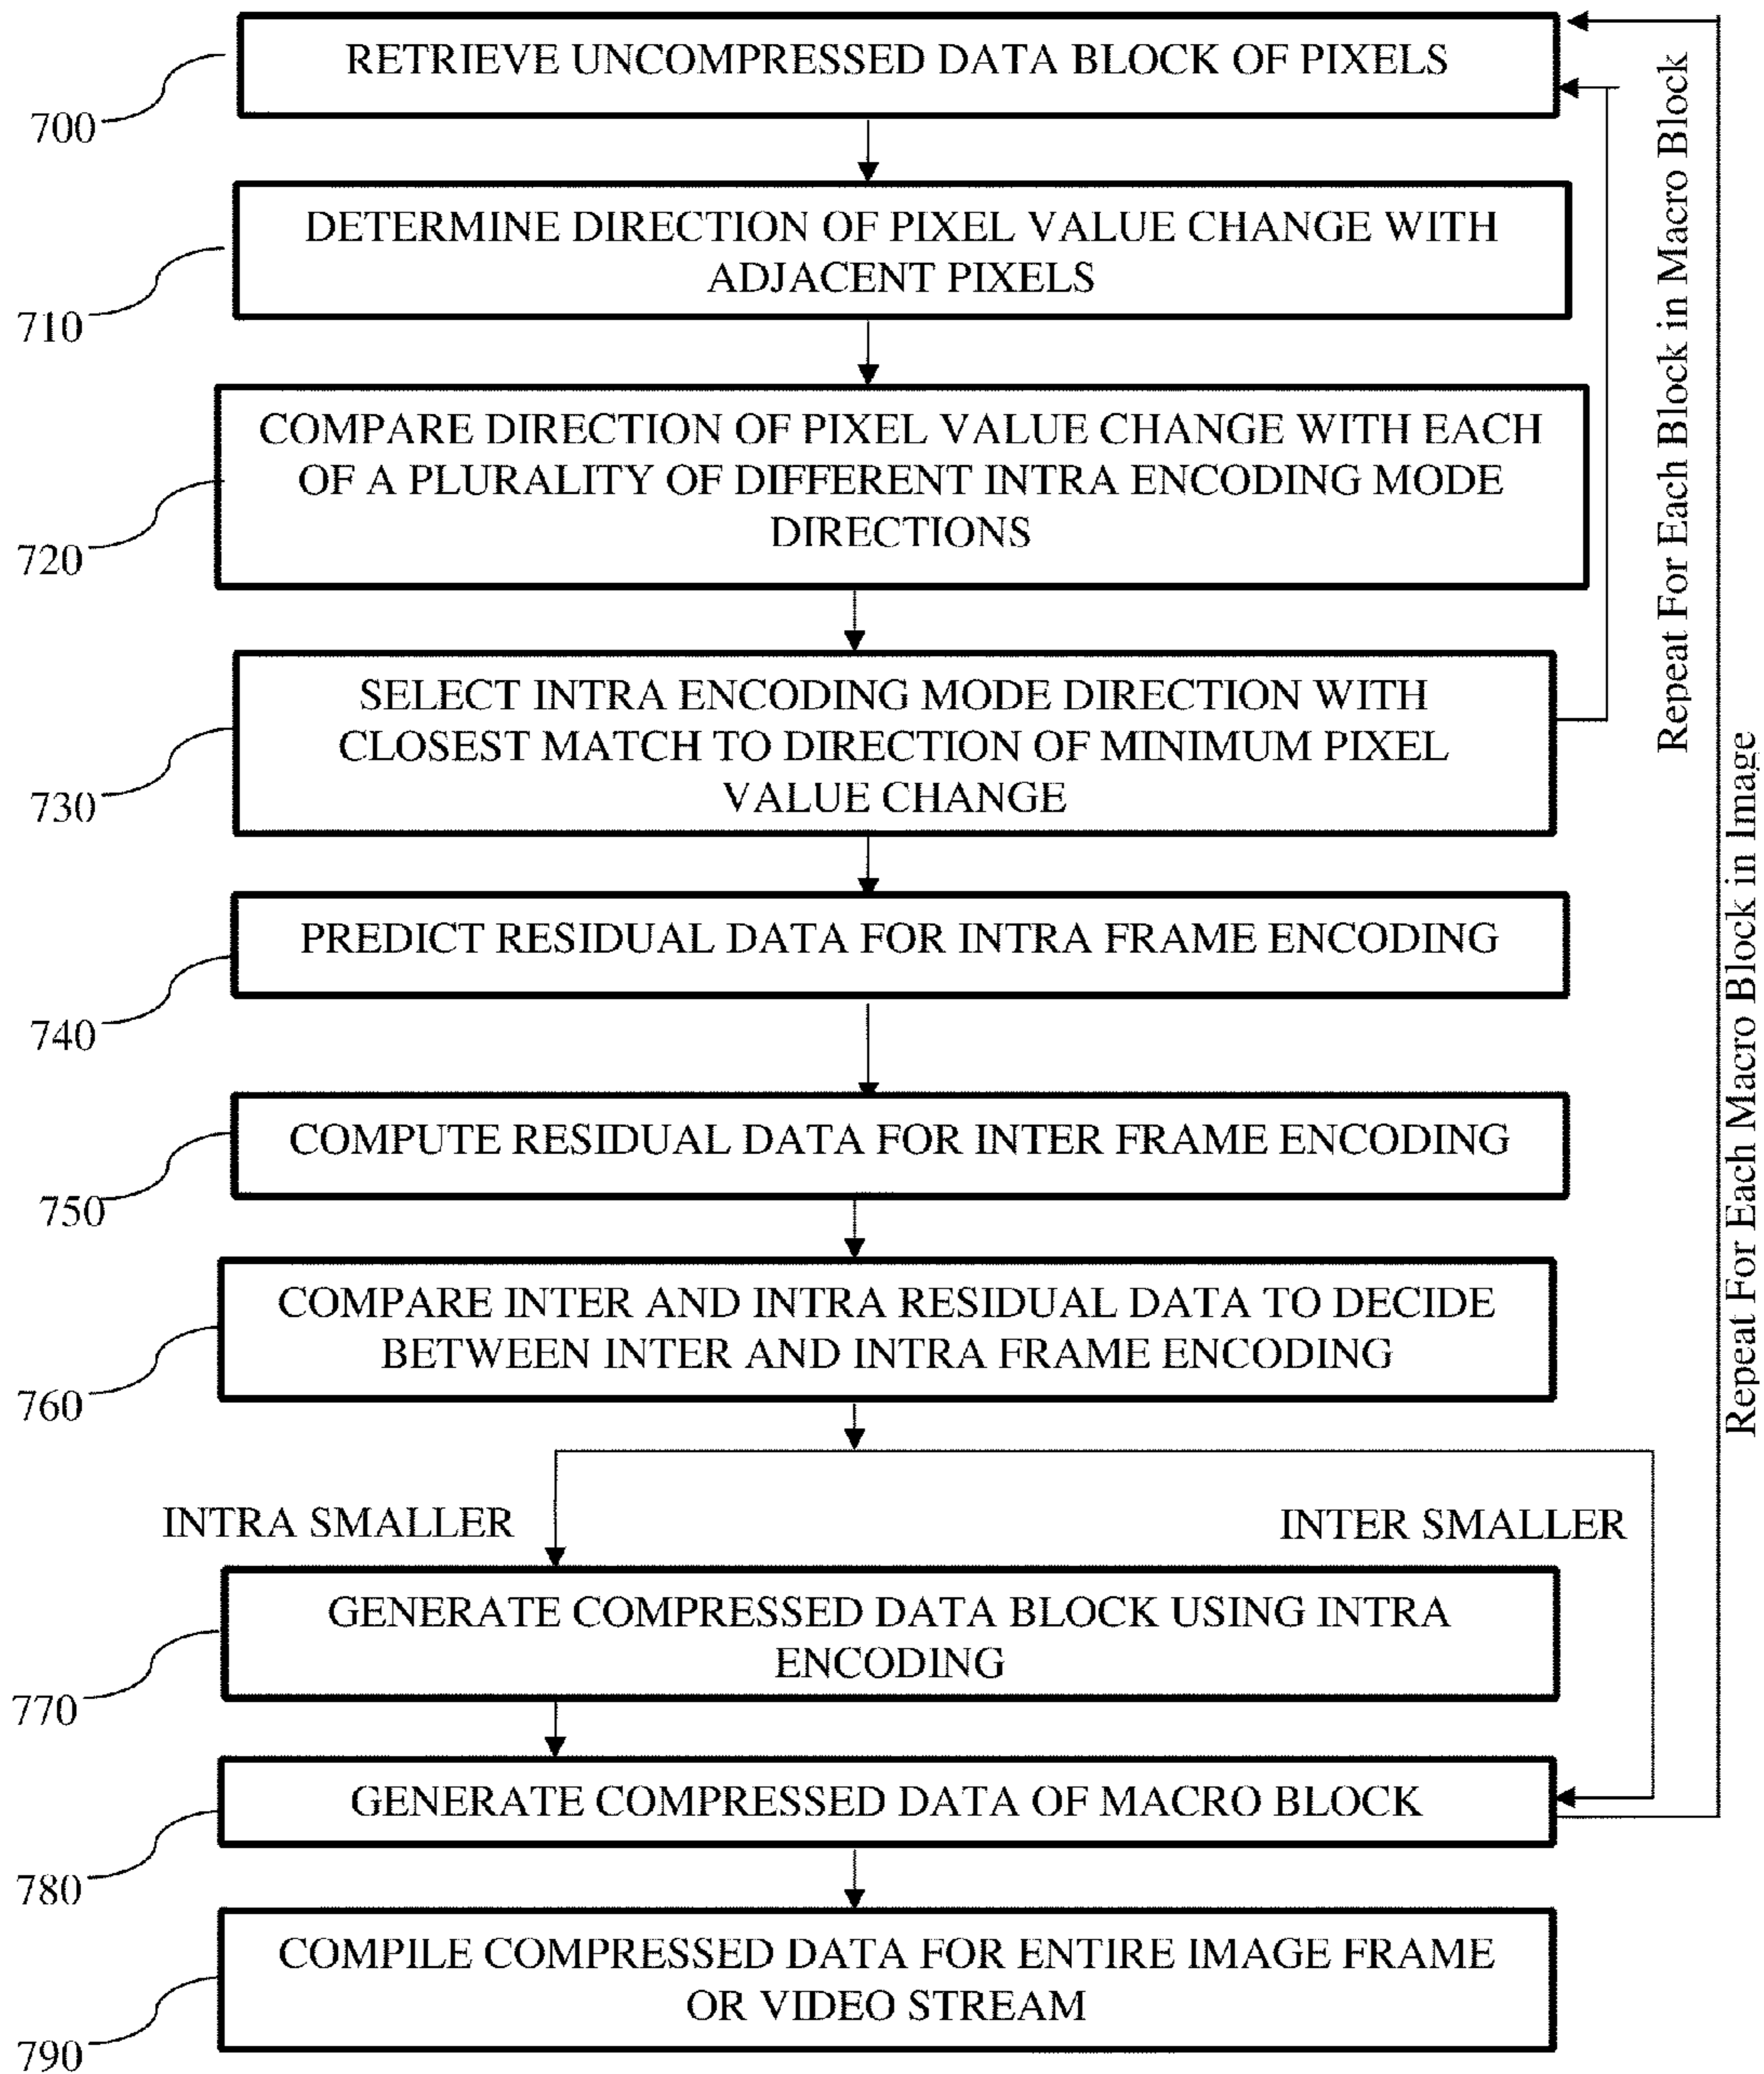 RETRIEVE UNCOMPRESSED DATA BLOCK OF PIXELS
700
DETERMINE DIRECTION OF PIXEL VALUE CHANGE WITH
ADJACENT PIXELS
710
COMPARE DIRECTION OF PIXEL VALUE CHANGE WITH EACH
OF A PLURALITY OF DIFFERENT INTRA ENCODING MODE
DIRECTIONS
720
SELECT INTRA ENCODING MODE DIRECTION WITH
CLOSEST MATCH TO DIRECTION OF MINIMUM PIXEL
VALUE CHANGE
730
Repeat For Each Block in Macro Block
PREDICT RESIDUAL DATA FOR INTRA FRAME ENCODING
740
COMPUTE RESIDUAL DATA FOR INTER FRAME ENCODING
750
COMPARE INTER AND INTRA RESIDUAL DATA TO DECIDE
BETWEEN INTER AND INTRA FRAME ENCODING
760
Repeat For Each Macro Block in Image
INTRA SMALLER
INTER SMALLER
GENERATE COMPRESSED DATA BLOCK USING INTRA
ENCODING
770
GENERATE COMPRESSED DATA OF MACRO BLOCK
780
COMPILE COMPRESSED DATA FOR ENTIRE IMAGE FRAME
OR VIDEO STREAM
790